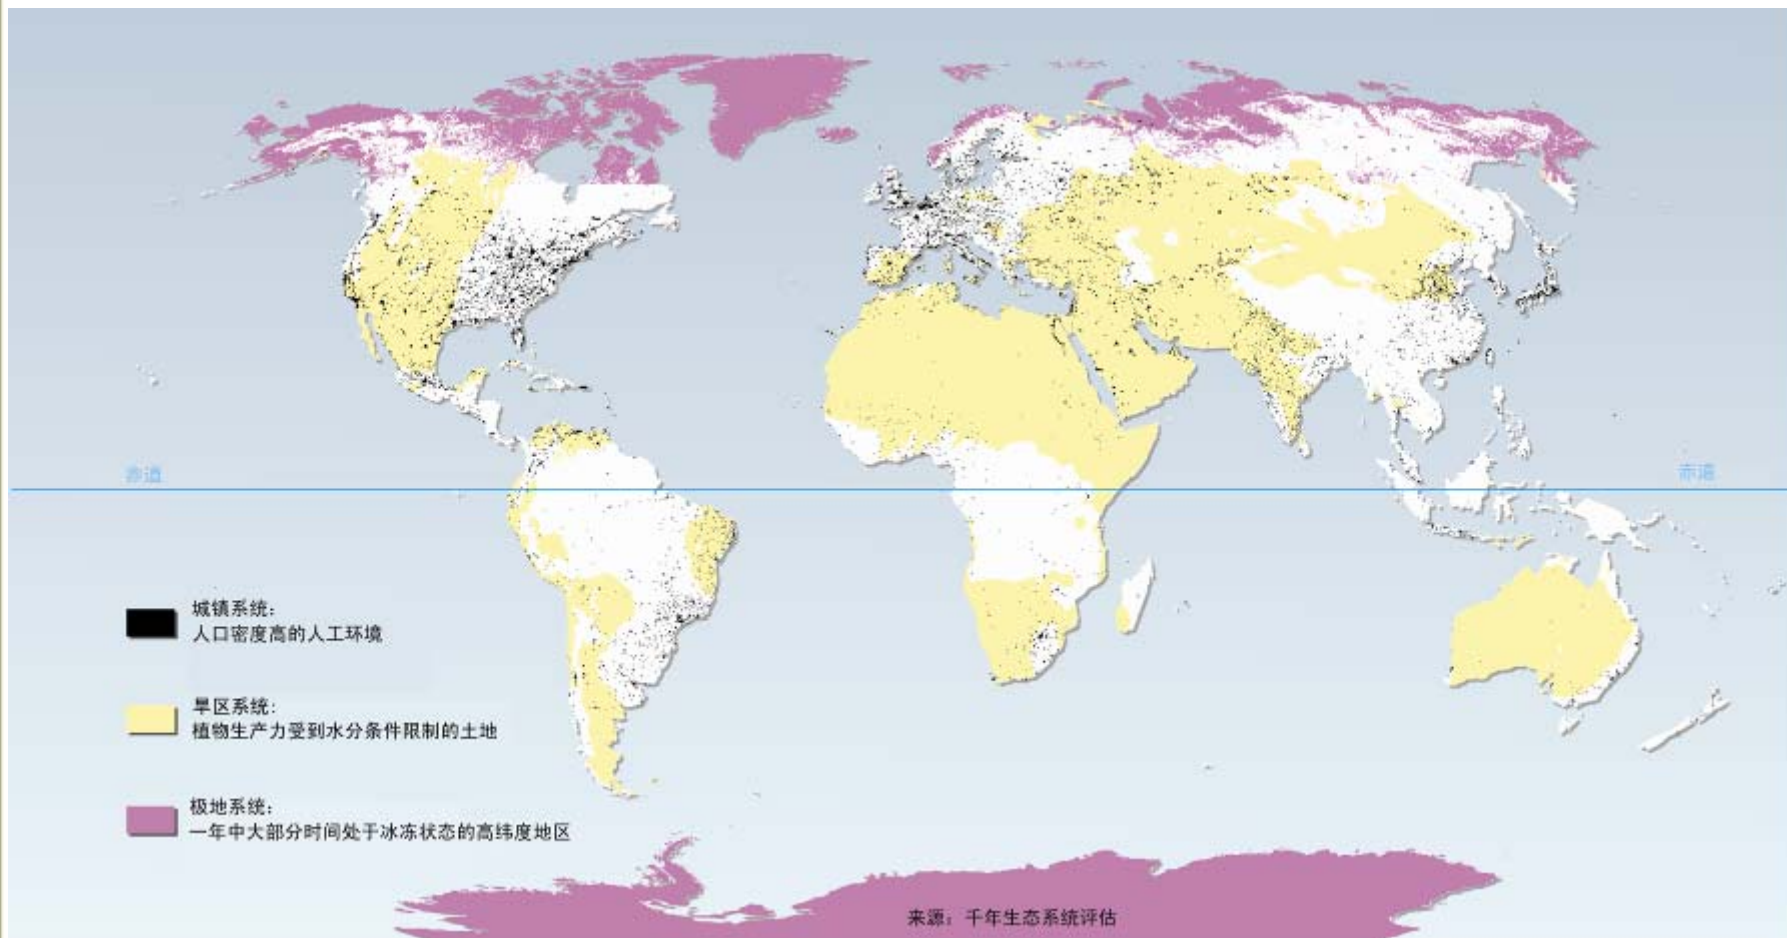 赤道
赤道
城镇系统：
人口密度高的人工环境
旱区系统：
植物生产力受到水分条件限制的土地
极地系统：
一年中大部分时间处于冰冻状态的高纬度地区
来源：千年生态系统评估